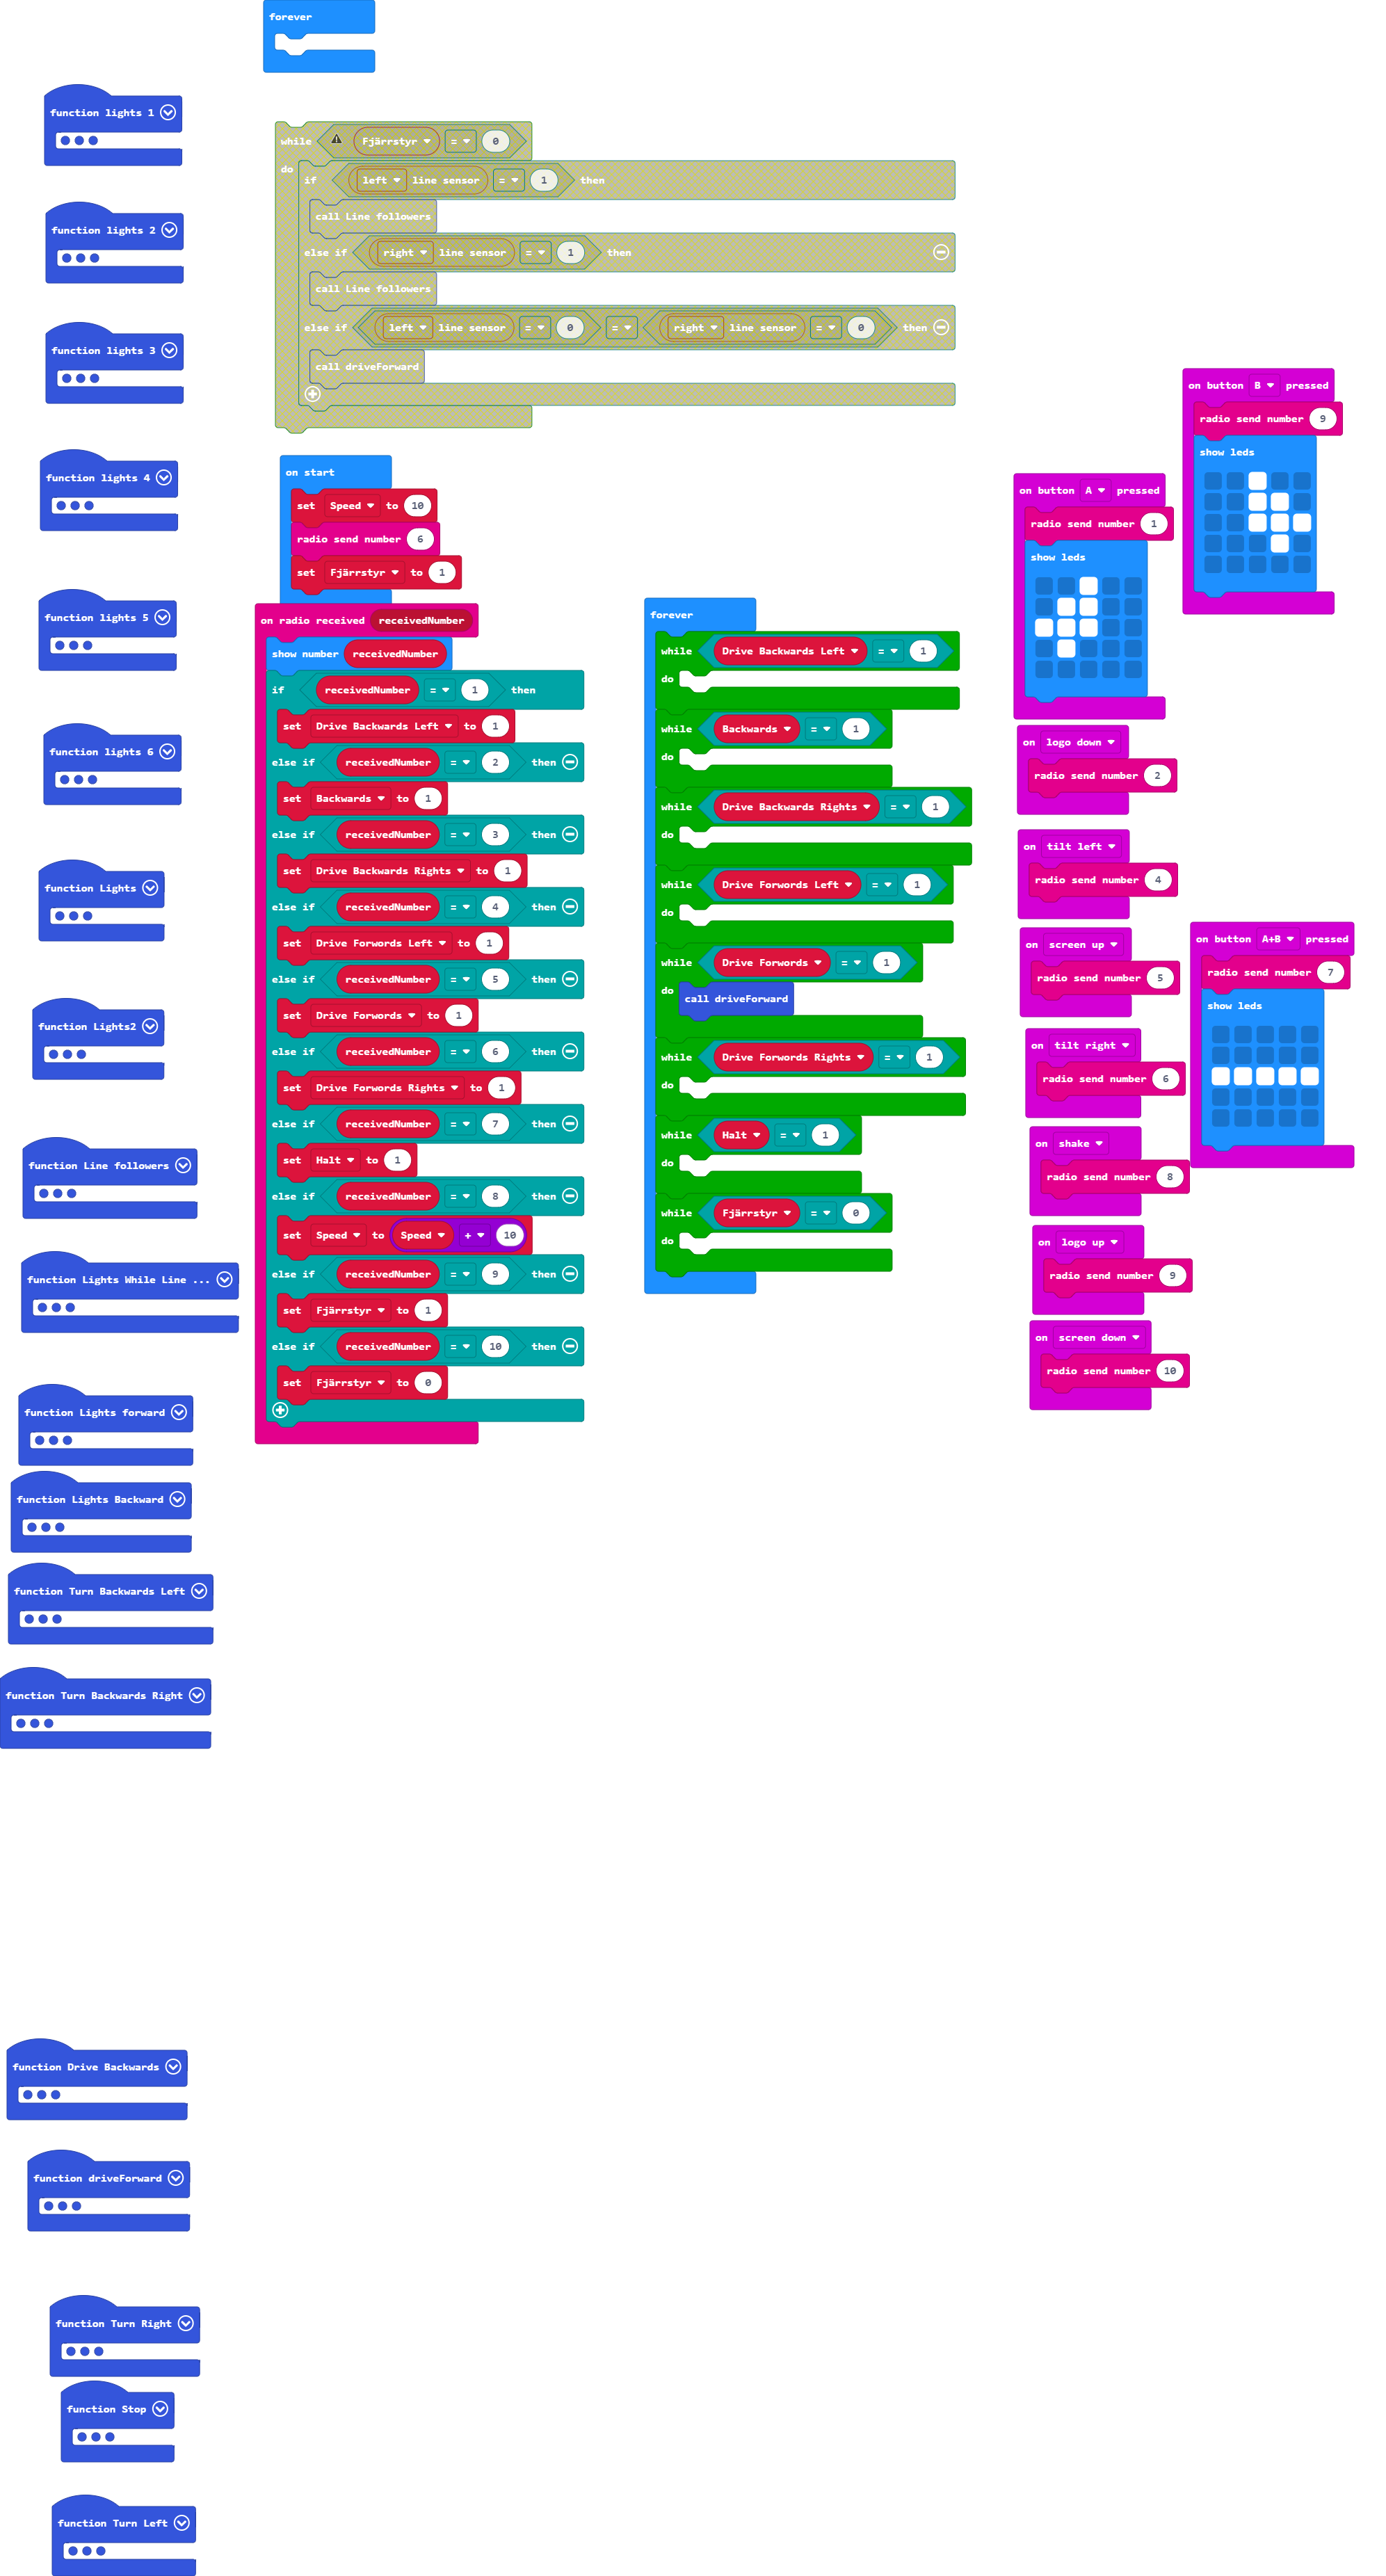 forever
function lights 1
function lights 2
function lights 3
function lights 4
function lights 5
function lights 6
function Lights
function Lights2
function Line followers
function Lights While Line ...
function Lights forward
function Lights Backward
function Turn Backwards Left
function Turn Backwards Right
function Drive Backwards
function driveForward
function Turn Right
function Stop
function Turn Left
while Fjärrstyr = 0
do
if left line sensor = 1 then
call Line followers
else if right line sensor = 1 then
call Line followers
else if left line sensor = 0 = right line sensor = 0 then
call driveForward
on start
set Speed to 10
radio send number 6
set Fjärrstyr to 1
on radio received receivedNumber
show number receivedNumber
if receivedNumber = 1 then
set Drive Backwards Left to 1
else if receivedNumber = 2 then
set Backwards to 1
else if receivedNumber = 3 then
set Drive Backwards Rights to 1
else if receivedNumber = 4 then
set Drive Forwords Left to 1
else if receivedNumber = 5 then
set Drive Forwords to 1
else if receivedNumber = 6 then
set Drive Forwords Rights to 1
else if receivedNumber = 7 then
set Halt to 1
else if receivedNumber = 8 then
set Speed to Speed + 10
else if receivedNumber = 9 then
set Fjärrstyr to 1
else if receivedNumber = 10 then
set Fjärrstyr to 0
forever
while Drive Backwards Left = 1
do
while Backwards = 1
do
while Drive Backwards Rights = 1
do
while Drive Forwords Left = 1
do
while Drive Forwords = 1
do call driveForward
while Drive Forwords Rights = 1
do
while Halt = 1
do
while Fjärrstyr = 0
do
on button A pressed
radio send number 1
show leds
on logo down
radio send number 2
on tilt left
radio send number 4
on screen up
radio send number 5
on tilt right
radio send number 6
on shake
radio send number 8
on logo up
radio send number 9
on screen down
radio send number 10
on button B pressed
radio send number 9
show leds
on button A+B pressed
radio send number 7
show leds